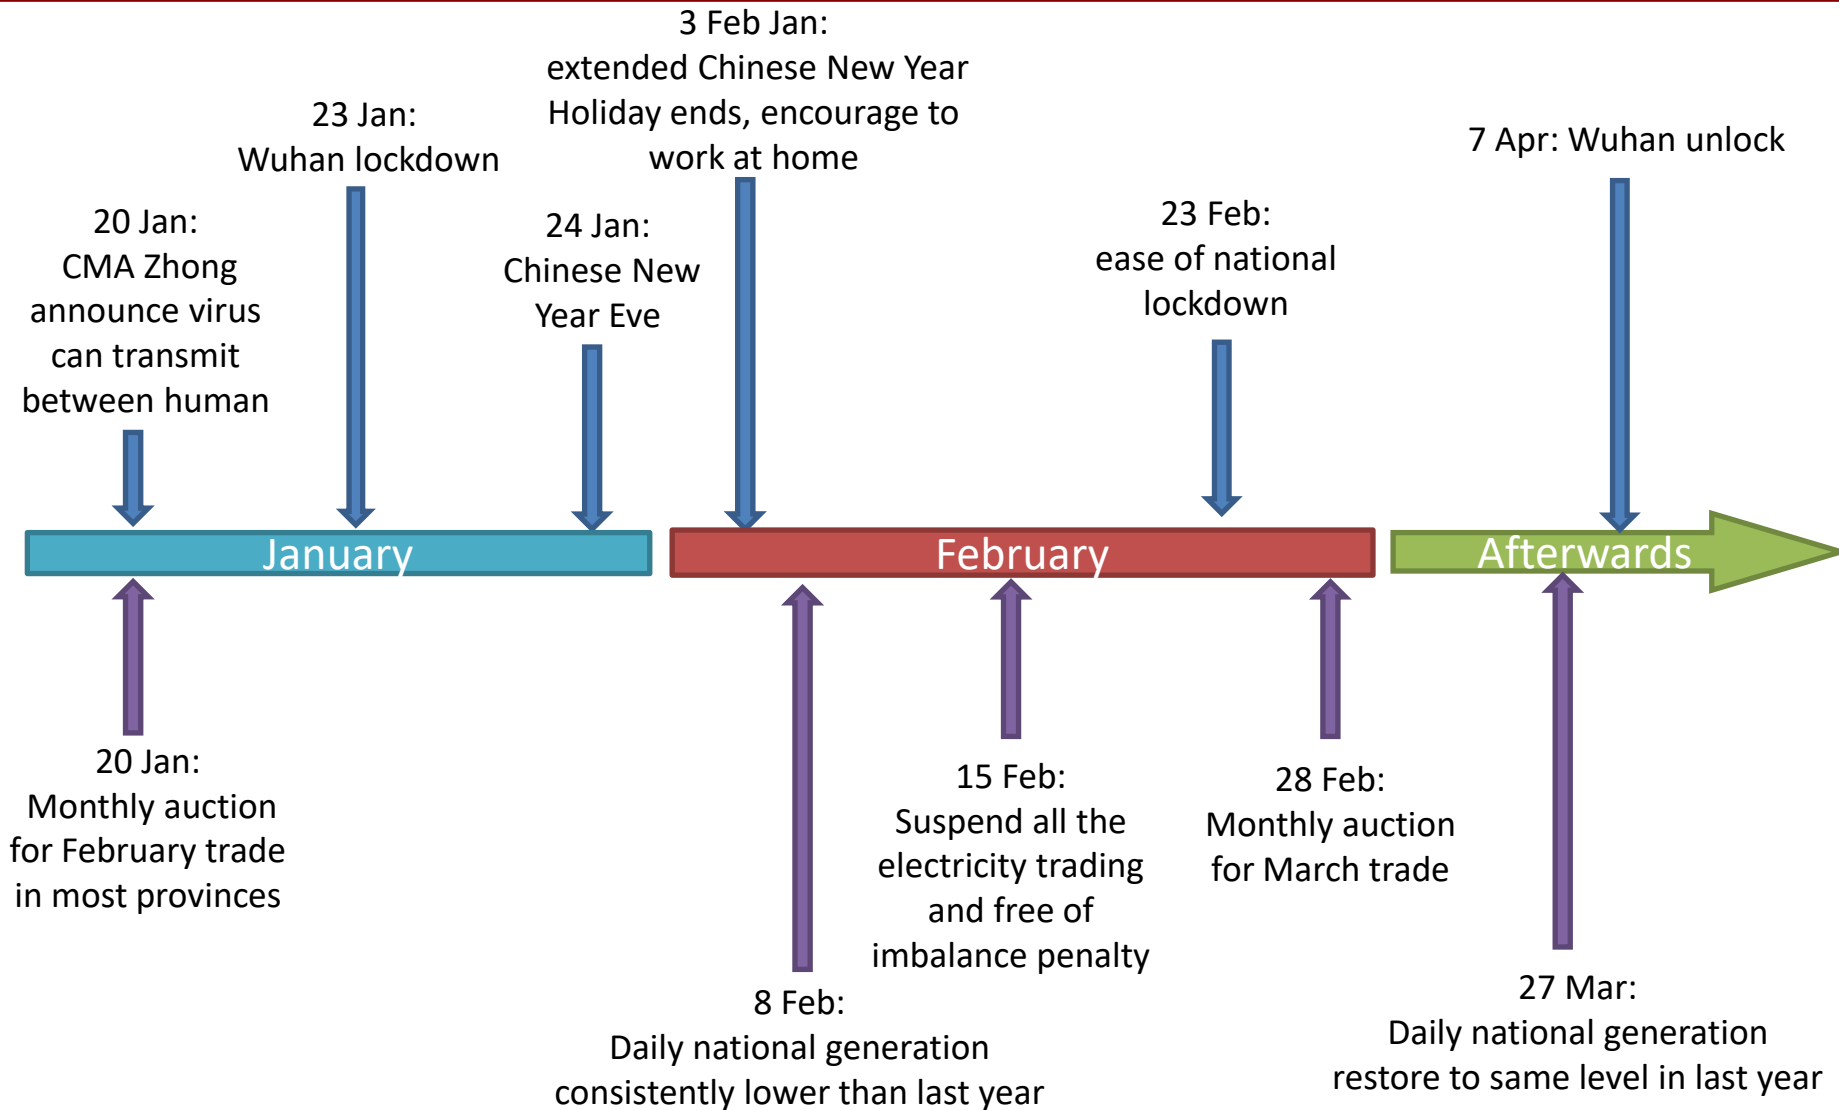 3 Feb Jan:
extended Chinese New Year
Holiday ends, encourage to
work at home
23 Jan:
Wuhan lockdown
7 Apr: Wuhan unlock
20 Jan:
CMA Zhong
announce virus
can transmit
between human
24 Jan:
Chinese New
Year Eve
23 Feb:
ease of national
lockdown
January
February
Afterwards
20 Jan:
Monthly auction
for February trade
in most provinces
15 Feb:
Suspend all the
electricity trading
and free of
imbalance penalty
28 Feb:
Monthly auction
for March trade
8 Feb:
Daily national generation
consistently lower than last year
27 Mar:
Daily national generation
restore to same level in last year